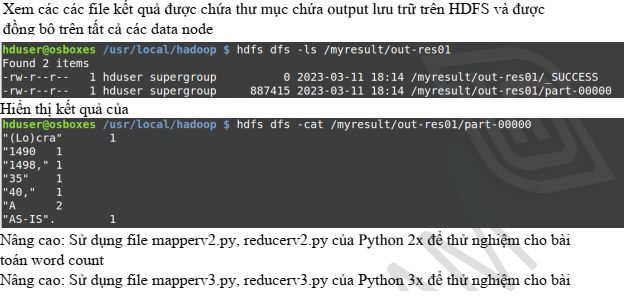 Xem các các file kết quả được chứa thư mục chứa output lưu trữ trên HDFS và được
đồng bộ trên tất cả các data node
hduser@osboxes /usr/local/hadoop $ hdfs dfs -ls /myresult/out-res01
Found 2 items
-rw-r--r-- 1 hduser supergroup 0 2023-03-11 18:14 /myresult/out-res01/_SUCCESS
-rw-r--r-- 1 hduser supergroup 887415 2023-03-11 18:14 /myresult/out-res01/part-00000
Hiển thị kết quả của
hduser@osboxes /usr/local/hadoop $ hdfs dfs -cat /myresult/out-res01/part-00000
"(Lo)cra" 1
"1490 1
"1498," 1
"35" 1
"40," 1
"A 2
"AS-IS". 1
Nâng cao: Sử dụng file mapperv2.py, reducerv2.py của Python 2x để thử nghiệm cho bài
toán word count
Nâng cao: Sử dụng file mapperv3.py, reducerv3.py của Python 3x để thử nghiệm cho bài